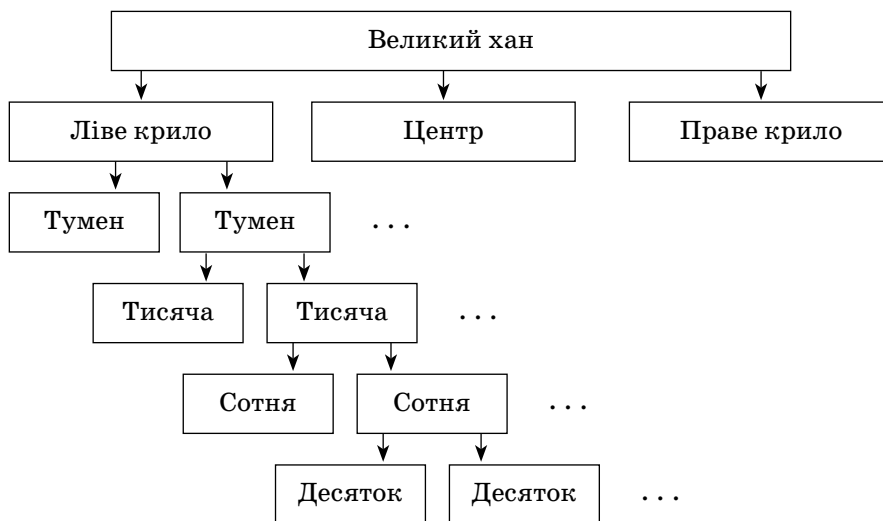 Великий хан
Ліве крило Центр Праве крило
Тумен Тумен ...
Тисяча Тисяча ...
Сотня Сотня ...
Десяток Десяток ...